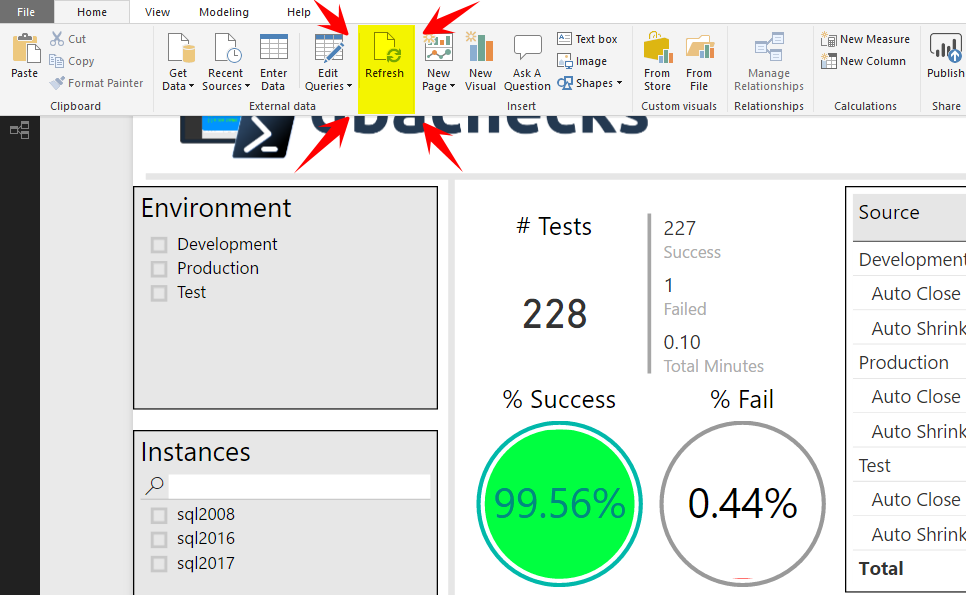 File Home View Modeling Help
Paste
Cut
Copy
Format Painter
Clipboard
Get Data
Recent Sources
Enter Data
External data
Edit Queries
Refresh
New Page
New Visual
Ask A Question
Text box
Image
Shapes
Insert
From Store
From File
Custom visuals
Manage Relationships
Relationships
New Measure
New Column
Calculations
Publish
Share
dbachecks
Environment
Development
Production
Test
Instances
sql2008
sql2016
sql2017
# Tests
228
227
Success
1
Failed
0.10
Total Minutes
% Success
99.56%
% Fail
0.44%
Source
Development
Auto Close
Auto Shrink
Production
Auto Close
Auto Shrink
Test
Auto Close
Auto Shrink
Total